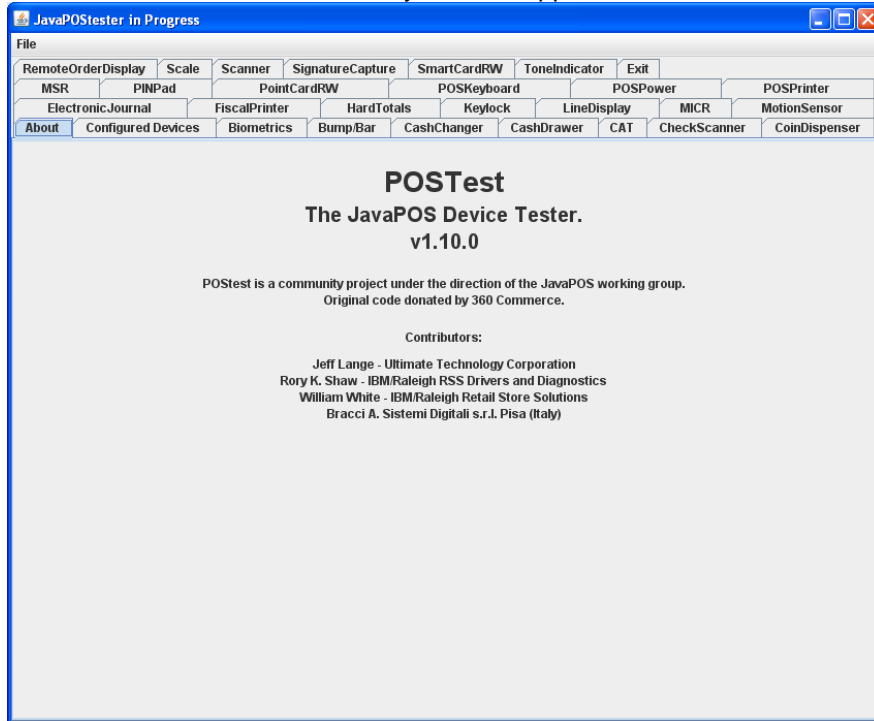 JavaPOStester in Progress
File
RemoteOrderDisplay Scale Scanner SignatureCapture SmartCardRW ToneIndicator Exit
MSR PINPad PointCardRW POSKeyboard POSPower POSPrinter
ElectronicJournal FiscalPrinter HardTotals Keylock LineDisplay MICR MotionSensor
About Configured Devices Biometrics Bump/Bar CashChanger CashDrawer CAT CheckScanner CoinDispenser
POSTest
The JavaPOS Device Tester.
v1.10.0
POStest is a community project under the direction of the JavaPOS working group.
Original code donated by 360 Commerce.
Contributors:
Jeff Lange - Ultimate Technology Corporation
Rory K. Shaw - IBM/Raleigh RSS Drivers and Diagnostics
William White - IBM/Raleigh Retail Store Solutions
Bracci A. Sistemi Digitali s.r.l. Pisa (Italy)